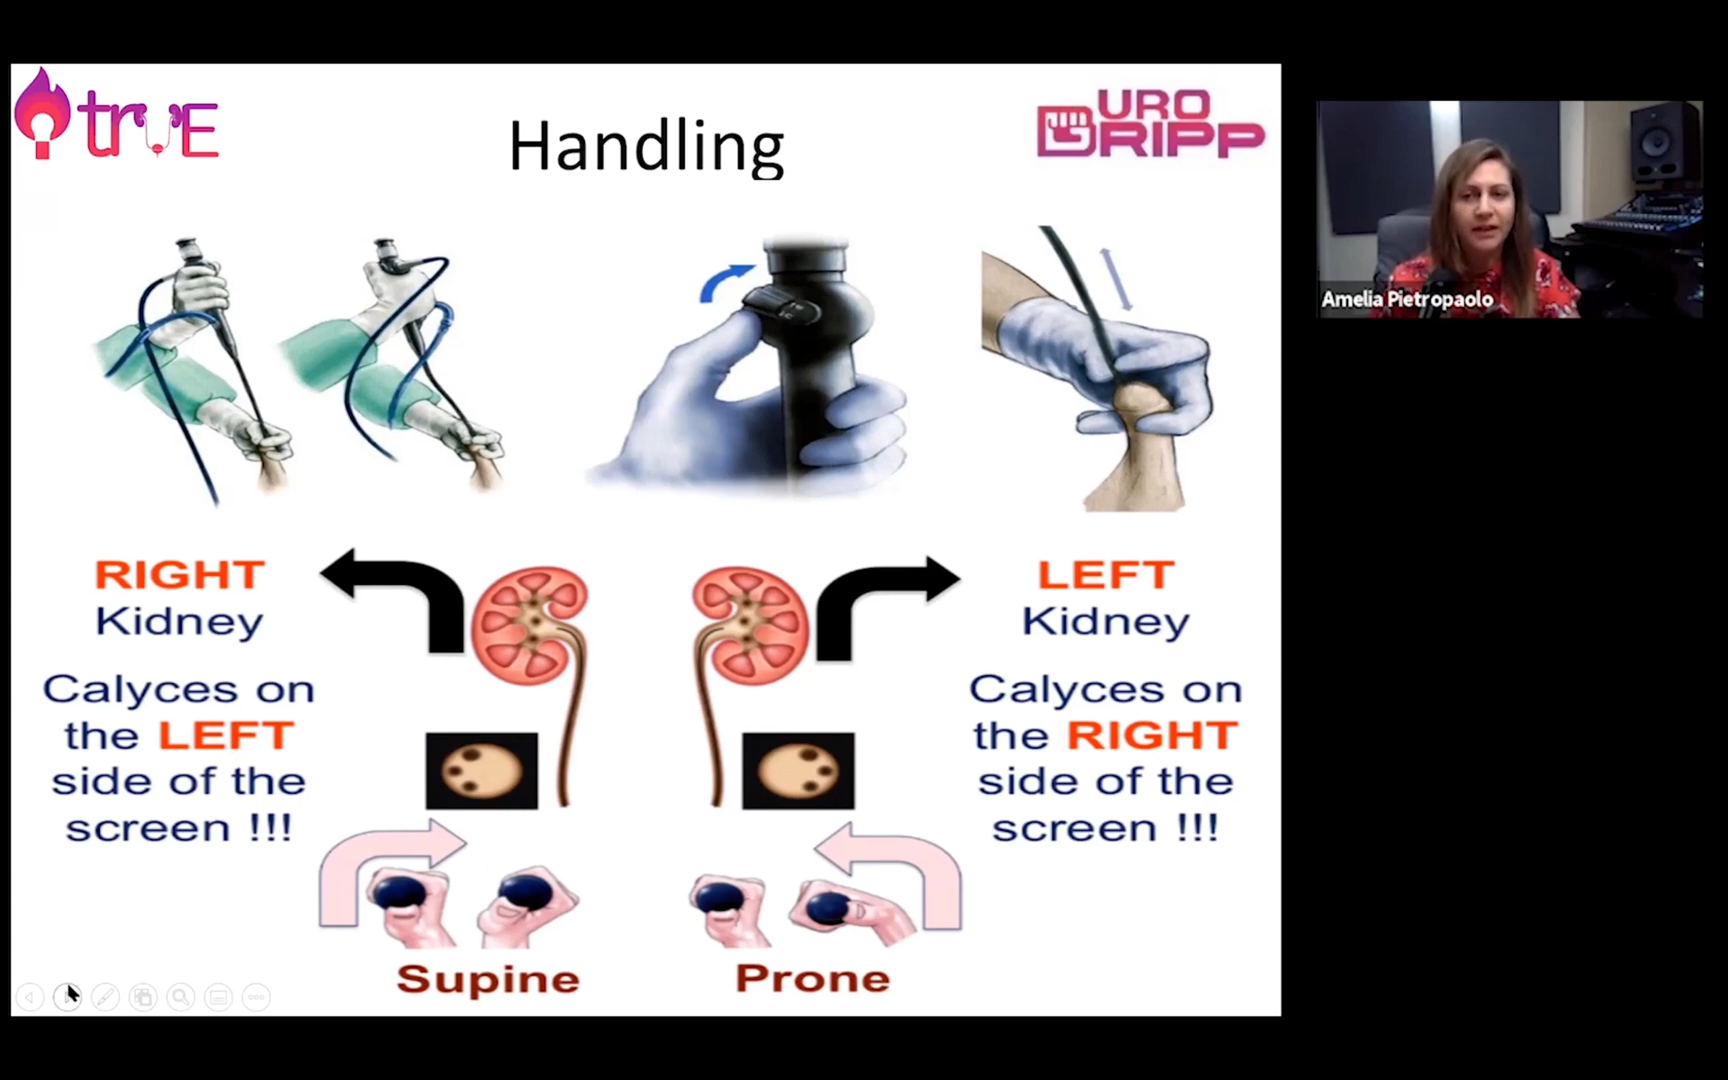 trUE
Handling
URO
GRIPP
Amelia Pietropaolo
RIGHT
Kidney
Calyces on
the LEFT
side of the
screen !!!
LEFT
Kidney
Calyces on
the RIGHT
side of the
screen !!!
Supine
Prone